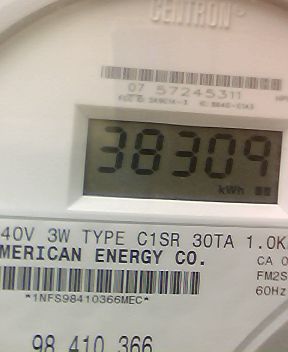 CENTRON®
07 57245311
38309
kWh
40V 3W TYPE C1SR 30TA 1.0K
MERICAN ENERGY CO.
CA 0
FM2S
60Hz
*1NFS98410366MEC*
98 410 366